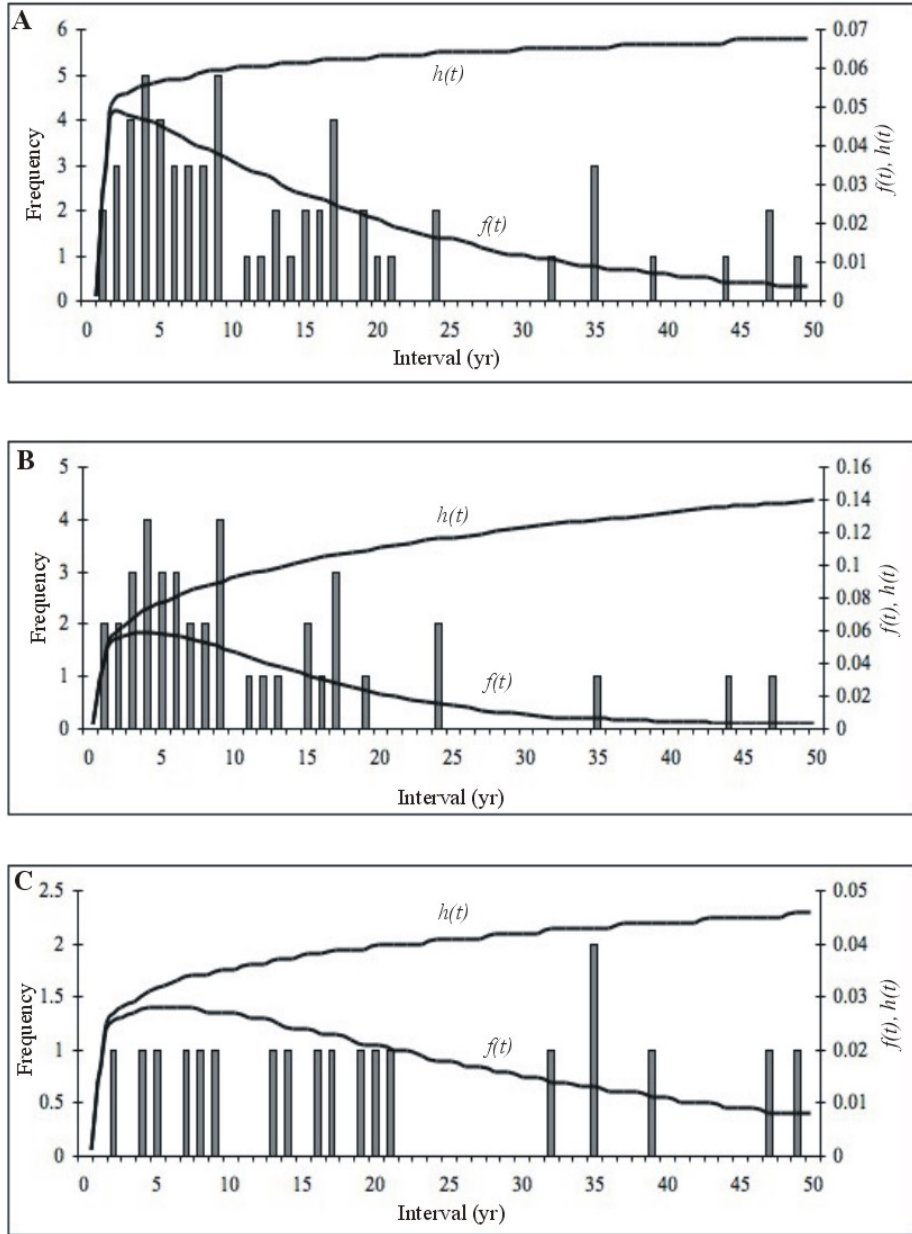 A
6
5
4
3
2
1
0
Frequency
0.07
0.06
0.05
0.04
0.03
0.02
0.01
0
f(t), h(t)
h(t)
f(t)
0 5 10 15 20 25 30 35 40 45 50
Interval (yr)
B
5
4
3
2
1
0
Frequency
0.16
0.14
0.12
0.1
0.08
0.06
0.04
0.02
0
f(t), h(t)
h(t)
f(t)
0 5 10 15 20 25 30 35 40 45 50
Interval (yr)
C
2.5
2
1.5
1
0.5
0
Frequency
0.05
0.04
0.03
0.02
0.01
0
f(t), h(t)
h(t)
f(t)
0 5 10 15 20 25 30 35 40 45 50
Interval (yr)